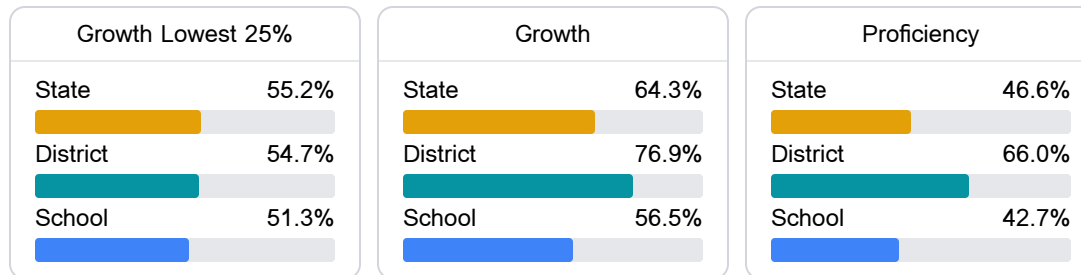 Growth Lowest 25%
State 55.2%
District 54.7%
School 51.3%
Growth
State 64.3%
District 76.9%
School 56.5%
Proficiency
State 46.6%
District 66.0%
School 42.7%